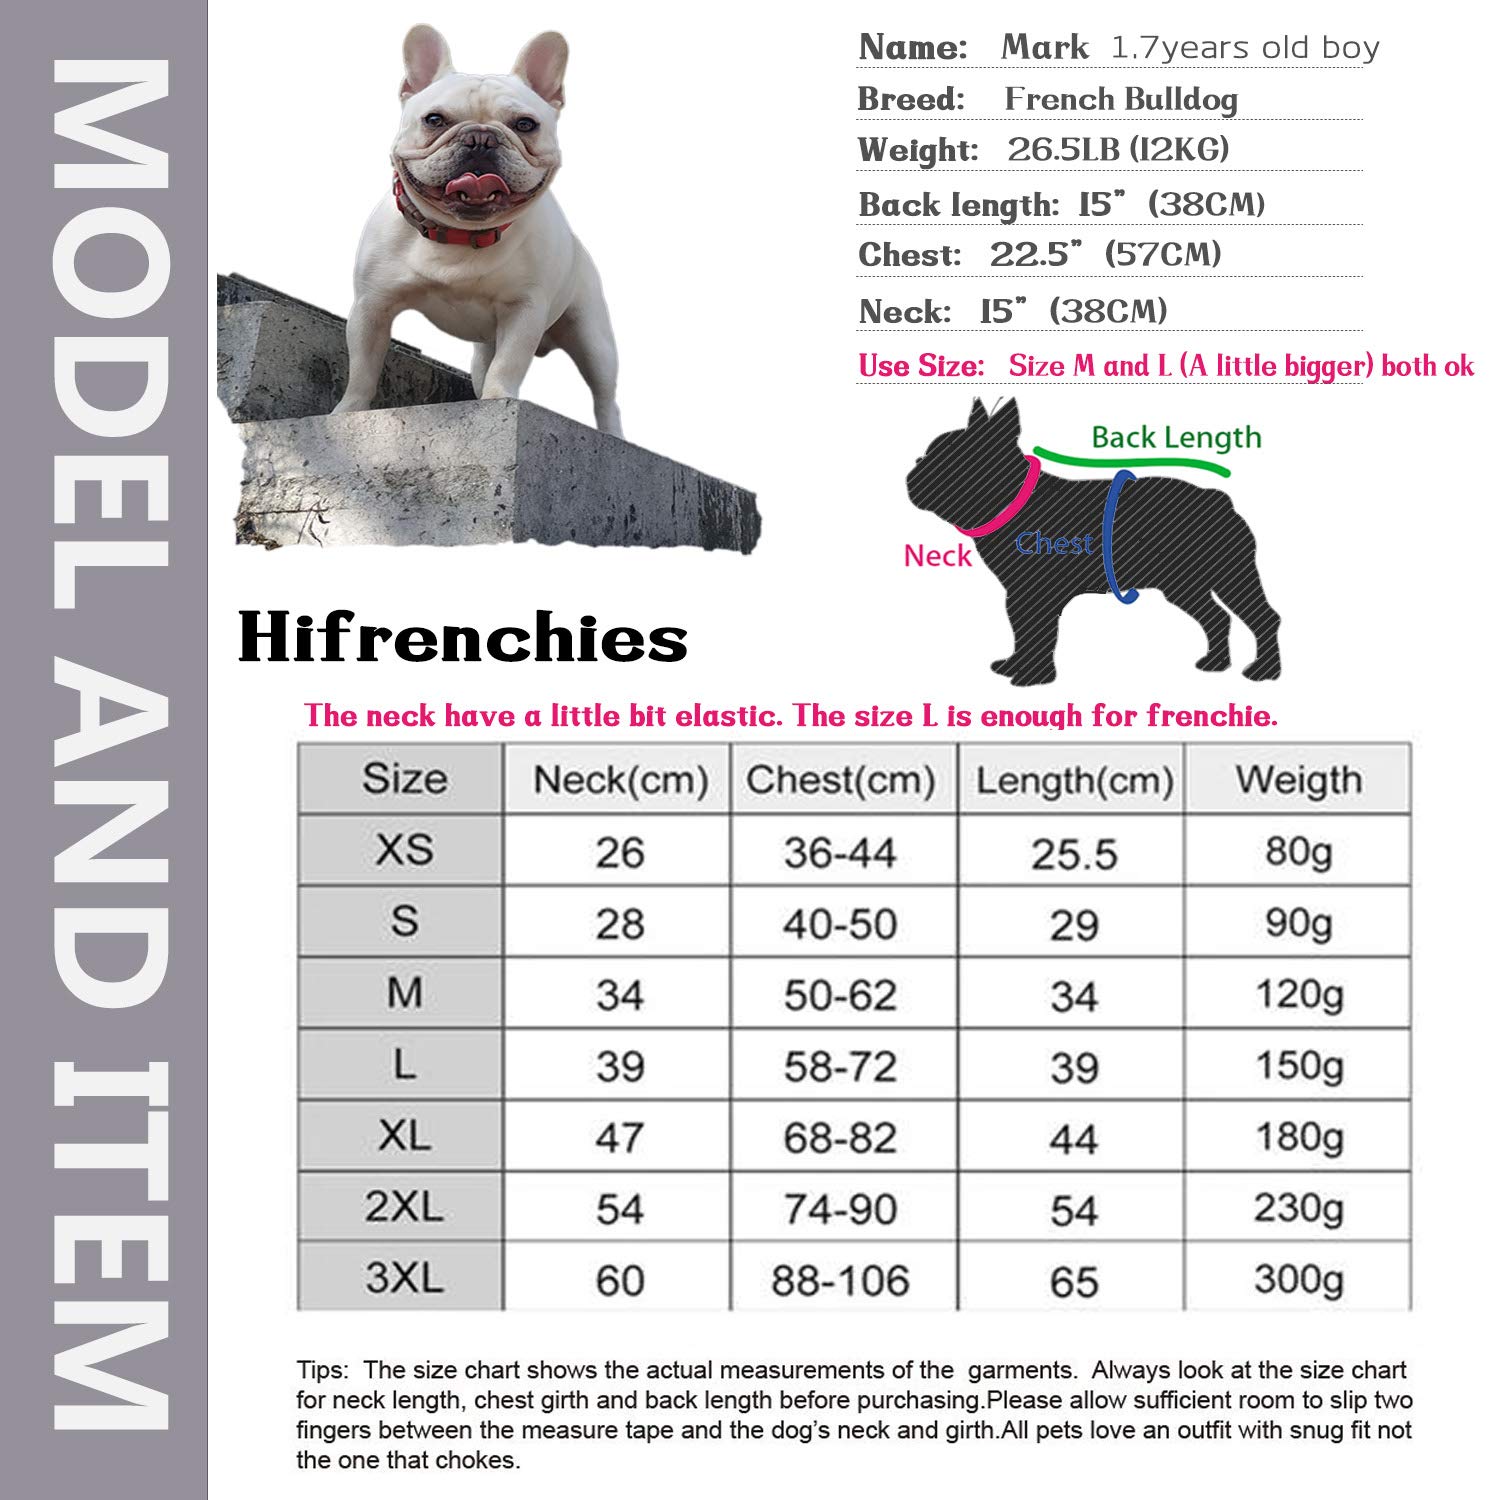 MODEL AND ITEM
Name: Mark 1.7years old boy
Breed: French Bulldog
Weight: 26.5LB (12KG)
Back length: 15” (38CM)
Chest: 22.5” (57CM)
Neck: 15” (38CM)
Use Size: Size M and L (A little bigger) both ok
Back Length
Neck
Chest
Hifrenchies
The neck have a little bit elastic. The size L is enough for frenchie.
Size Neck(cm) Chest(cm) Length(cm) Weigth
XS 26 36-44 25.5 80g
S 28 40-50 29 90g
M 34 50-62 34 120g
L 39 58-72 39 150g
XL 47 68-82 44 180g
2XL 54 74-90 54 230g
3XL 60 88-106 65 300g
Tips: The size chart shows the actual measurements of the garments. Always look at the size chart
for neck length, chest girth and back length before purchasing.Please allow sufficient room to slip two
fingers between the measure tape and the dog’s neck and girth.All pets love an outfit with snug fit not
the one that chokes.